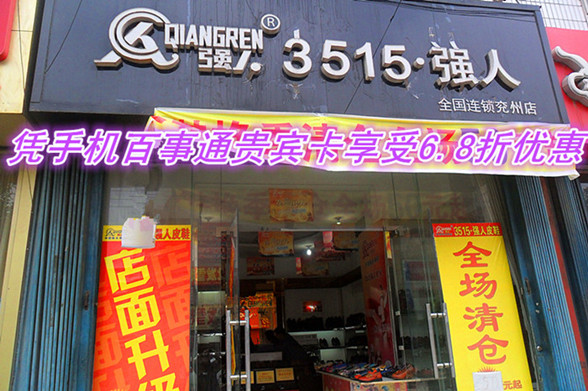 QIANGREN®
强人
3515·强人
全国连锁兖州店
凭手机百事通贵宾卡享受6.8折优惠
强人皮鞋
店面升级
3515·强人皮鞋
全场清仓
元起